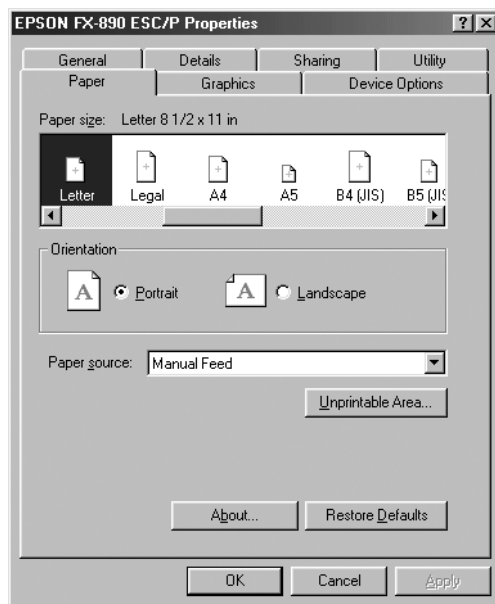 EPSON FX-890 ESC/P Properties
General Details Sharing Utility
Paper Graphics Device Options
Paper size: Letter 8 1/2 x 11 in
Letter Legal A4 A5 B4 (JIS) B5 (JIS
Orientation
A Portrait A Landscape
Paper source: Manual Feed
Unprintable Area...
About... Restore Defaults
OK Cancel Apply